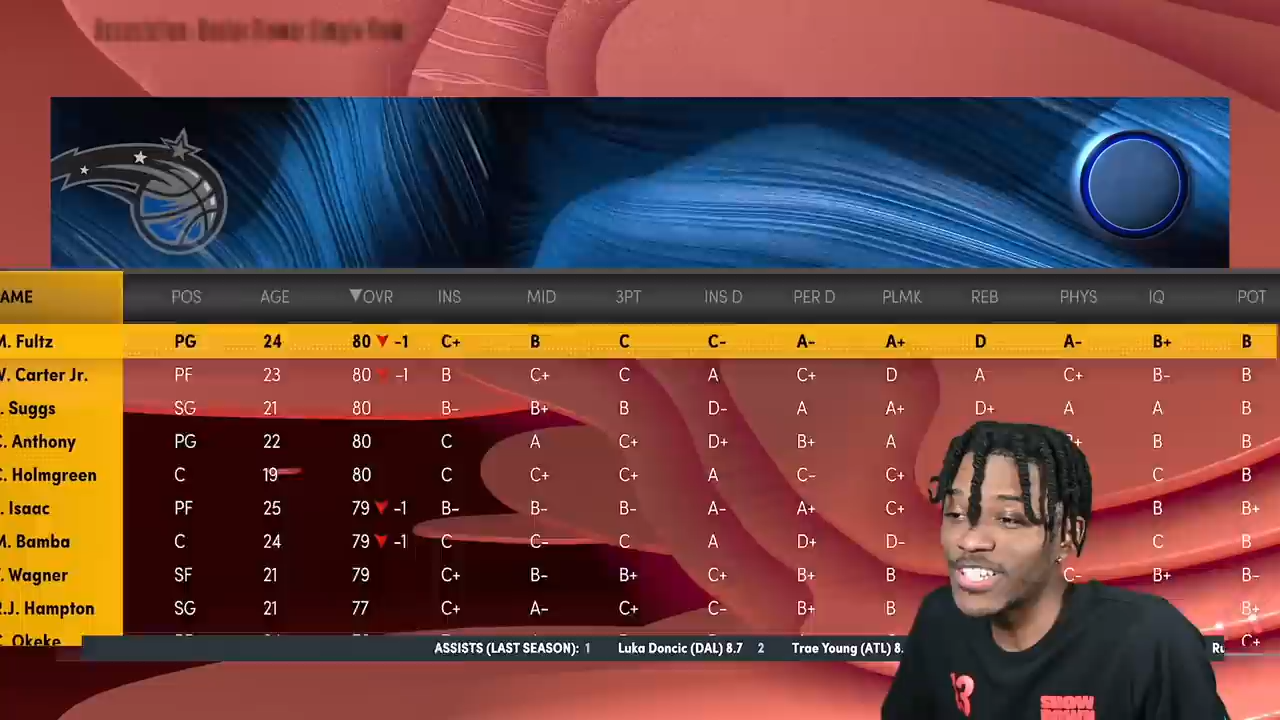 AME POS AGE ▼OVR INS MID 3PT INS D PER D PLMK REB PHYS IQ POT
M. Fultz PG 24 80 ▼ -1 C+ B C C- A- A+ D A- B+ B
. Carter Jr. PF 23 80 ▼ -1 B C+ C A C+ D A C+ B- B
. Suggs SG 21 80 B- B+ B D- A A+ D+ A A B
C. Anthony PG 22 80 C A C+ D+ B+ A B B
C. Holmgreen C 19 80 C C+ C+ A C- C+ C B
. Isaac PF 25 79 ▼ -1 B- B- B- A- A+ C+ B B+
M. Bamba C 24 79 ▼ -1 C C- C A D+ D- C B
. Wagner SF 21 79 C+ B- B+ C+ B+ B C- B+ B-
R.J. Hampton SG 21 77 C+ A- C+ C- B+ B B+
C. Okeke C+
ASSISTS (LAST SEASON): 1 Luka Doncic (DAL) 8.7 2 Trae Young (ATL) 8.
13